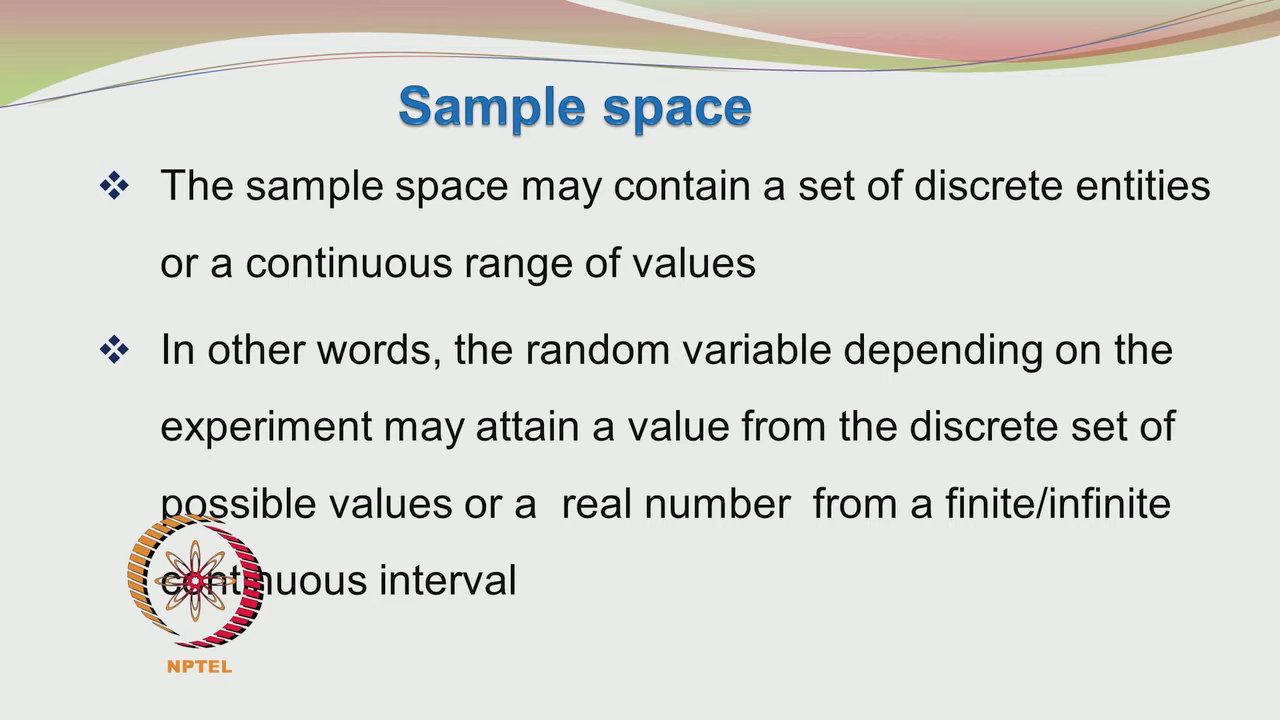 Sample space
❖ The sample space may contain a set of discrete entities
or a continuous range of values
❖ In other words, the random variable depending on the
experiment may attain a value from the discrete set of
possible values or a real number from a finite/infinite
continuous interval
NPTEL